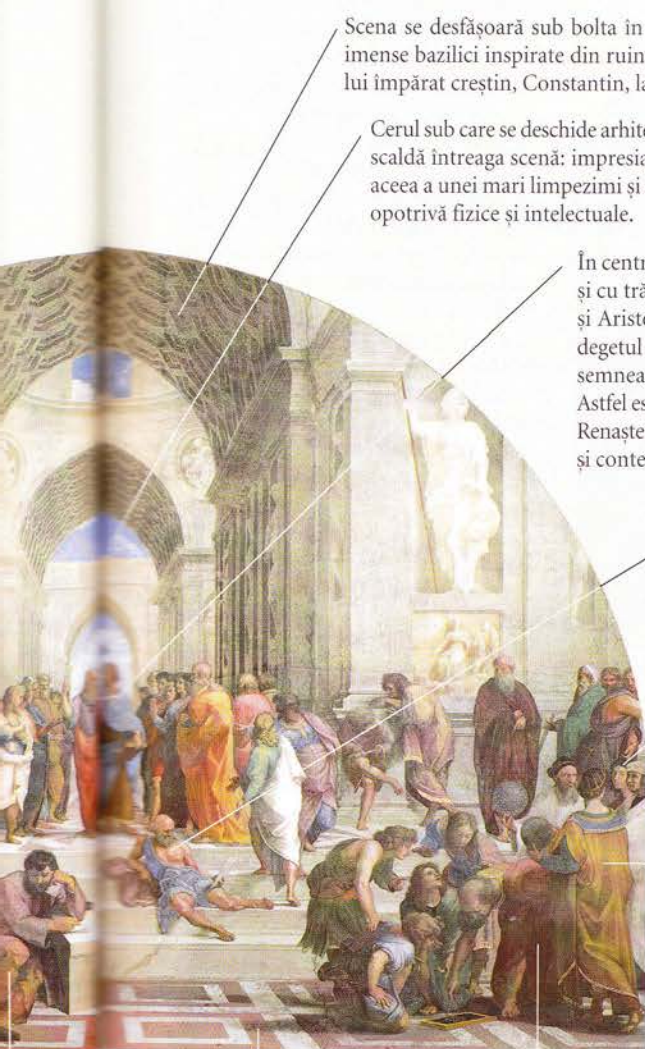 Scena se desfășoară sub bolta în
imense bazilici inspirate din ruin
lui împărat creștin, Constantin, la
Cerul sub care se deschide arhite
scaldă întreaga scenă: impresia
aceea a unei mari limpezimi și
opotrivă fizice și intelectuale.
În centr
și cu tră
și Aristo
degetul
semnea
Astfel es
Renaște
și conte